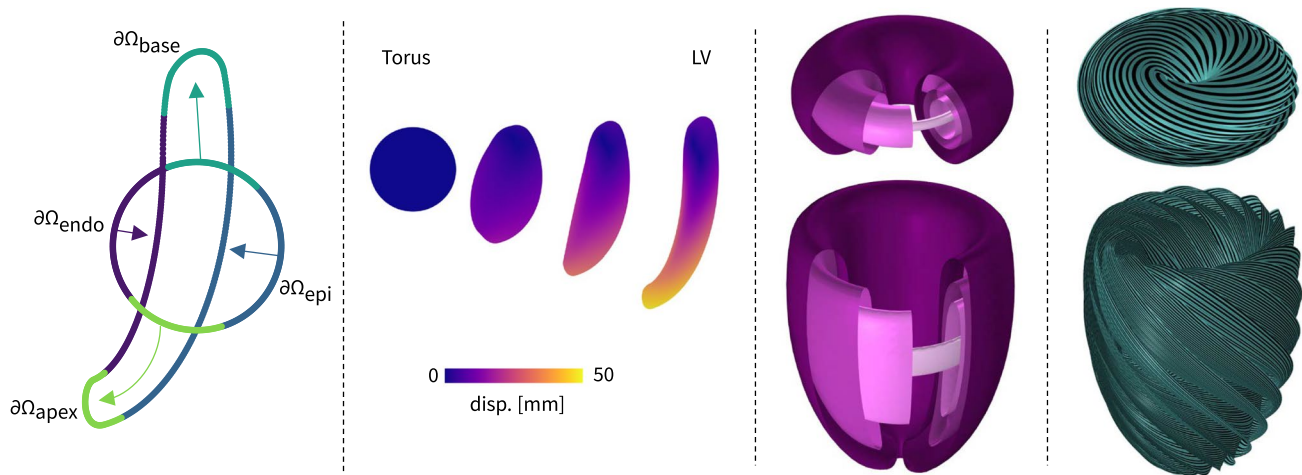 ∂Ωbase
∂Ωendo
∂Ωepi
∂Ωapex
Torus
LV
0
50
disp. [mm]